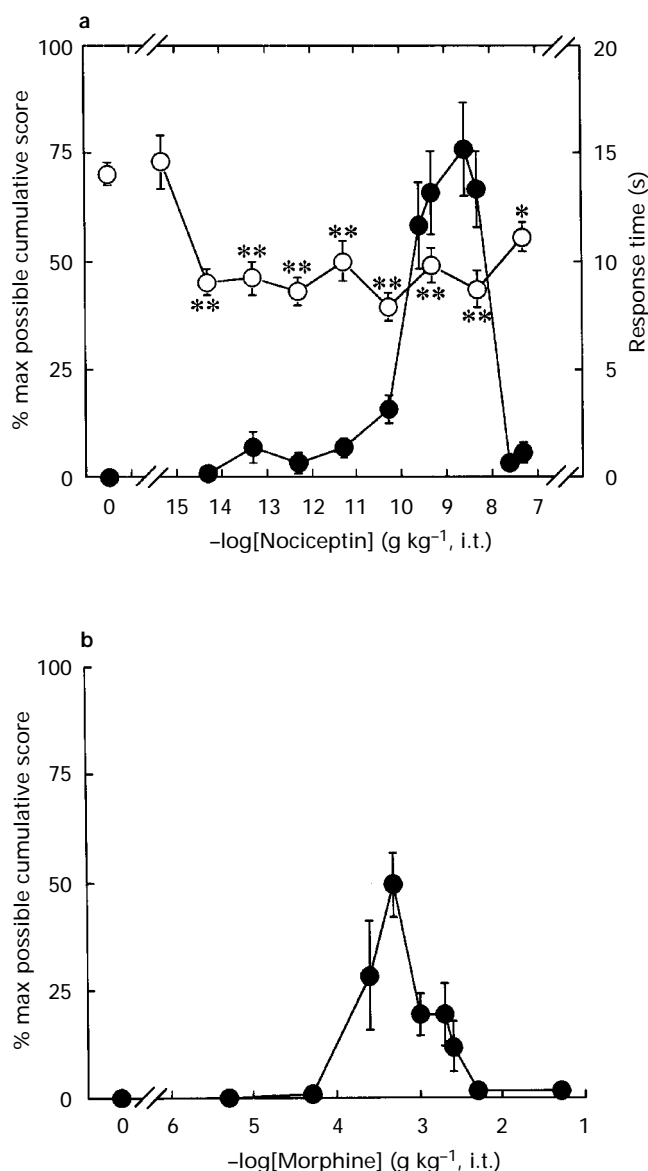 a
% max possible cumulative score
100
75
50
25
0
Response time (s)
20
15
10
5
0
** ** ** ** ** ** ** *
0 15 14 13 12 11 10 9 8 7
–log[Nociceptin] (g kg⁻¹, i.t.)
b
% max possible cumulative score
100
75
50
25
0
0 6 5 4 3 2 1
–log[Morphine] (g kg⁻¹, i.t.)